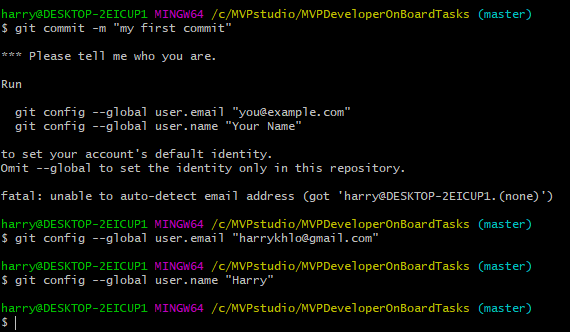 harry@DESKTOP-2EICUP1 MINGW64 /c/MVPstudio/MVPDeveloperOnBoardTasks (master)
$ git commit -m "my first commit"
*** Please tell me who you are.
Run
  git config --global user.email "you@example.com"
  git config --global user.name "Your Name"
to set your account's default identity.
Omit --global to set the identity only in this repository.
fatal: unable to auto-detect email address (got 'harry@DESKTOP-2EICUP1.(none)')
harry@DESKTOP-2EICUP1 MINGW64 /c/MVPstudio/MVPDeveloperOnBoardTasks (master)
$ git config --global user.email "harrykhlo@gmail.com"
harry@DESKTOP-2EICUP1 MINGW64 /c/MVPstudio/MVPDeveloperOnBoardTasks (master)
$ git config --global user.name "Harry"
harry@DESKTOP-2EICUP1 MINGW64 /c/MVPstudio/MVPDeveloperOnBoardTasks (master)
$